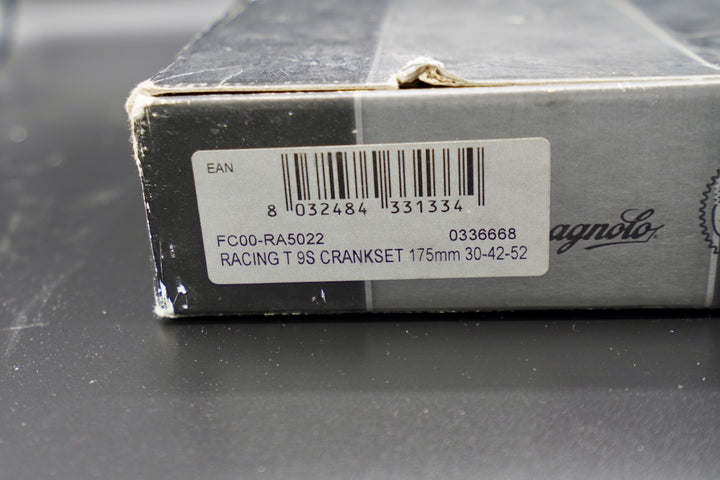 EAN
8 032484 331334
FC00-RA5022 0336668
RACING T 9S CRANKSET 175mm 30-42-52
agnolo